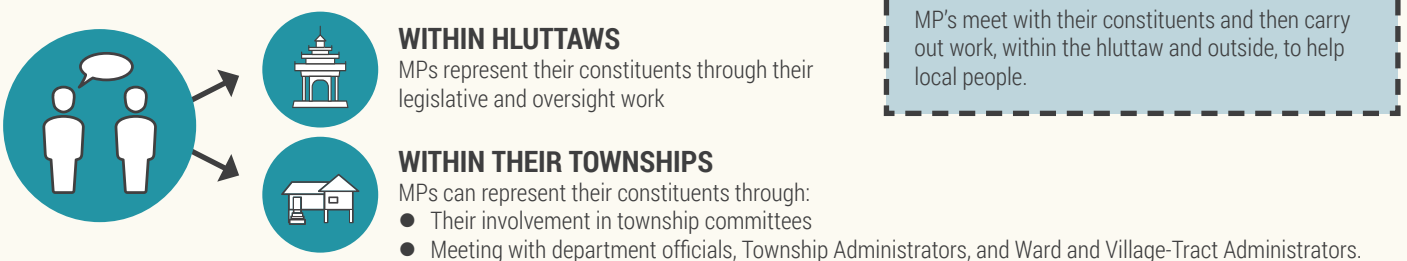 WITHIN HLUTTAWS
MPs represent their constituents through their
legislative and oversight work
MP's meet with their constituents and then carry
out work, within the hluttaw and outside, to help
local people.
WITHIN THEIR TOWNSHIPS
MPs can represent their constituents through:
● Their involvement in township committees
● Meeting with department officials, Township Administrators, and Ward and Village-Tract Administrators.